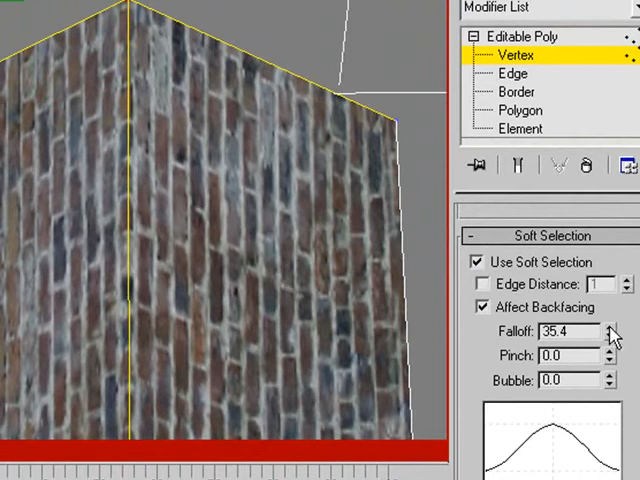 Modifier List
Editable Poly
Vertex
Edge
Border
Polygon
Element
- Soft Selection
Use Soft Selection
Edge Distance: 1
Affect Backfacing
Falloff: 35.4
Pinch: 0.0
Bubble: 0.0